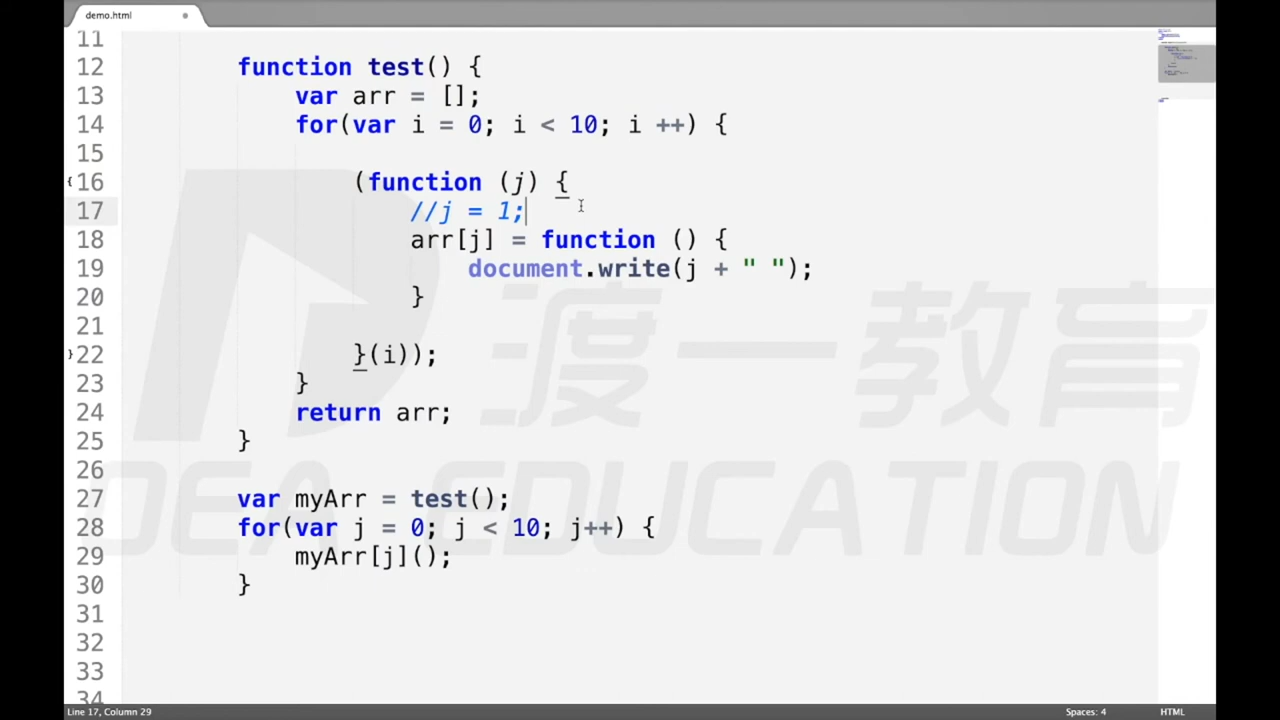 demo.html
11
12 function test() {
13 var arr = [];
14 for(var i = 0; i < 10; i ++) {
15
16 (function (j) {
17 //j = 1;
18 arr[j] = function () {
19 document.write(j + " ");
20 }
21
22 }(i));
23 }
24 return arr;
25 }
26
27 var myArr = test();
28 for(var j = 0; j < 10; j++) {
29 myArr[j]();
30 }
31
32
33
34
渡一教育
DEA EDUCATION
Line 17, Column 29 Spaces: 4 HTML